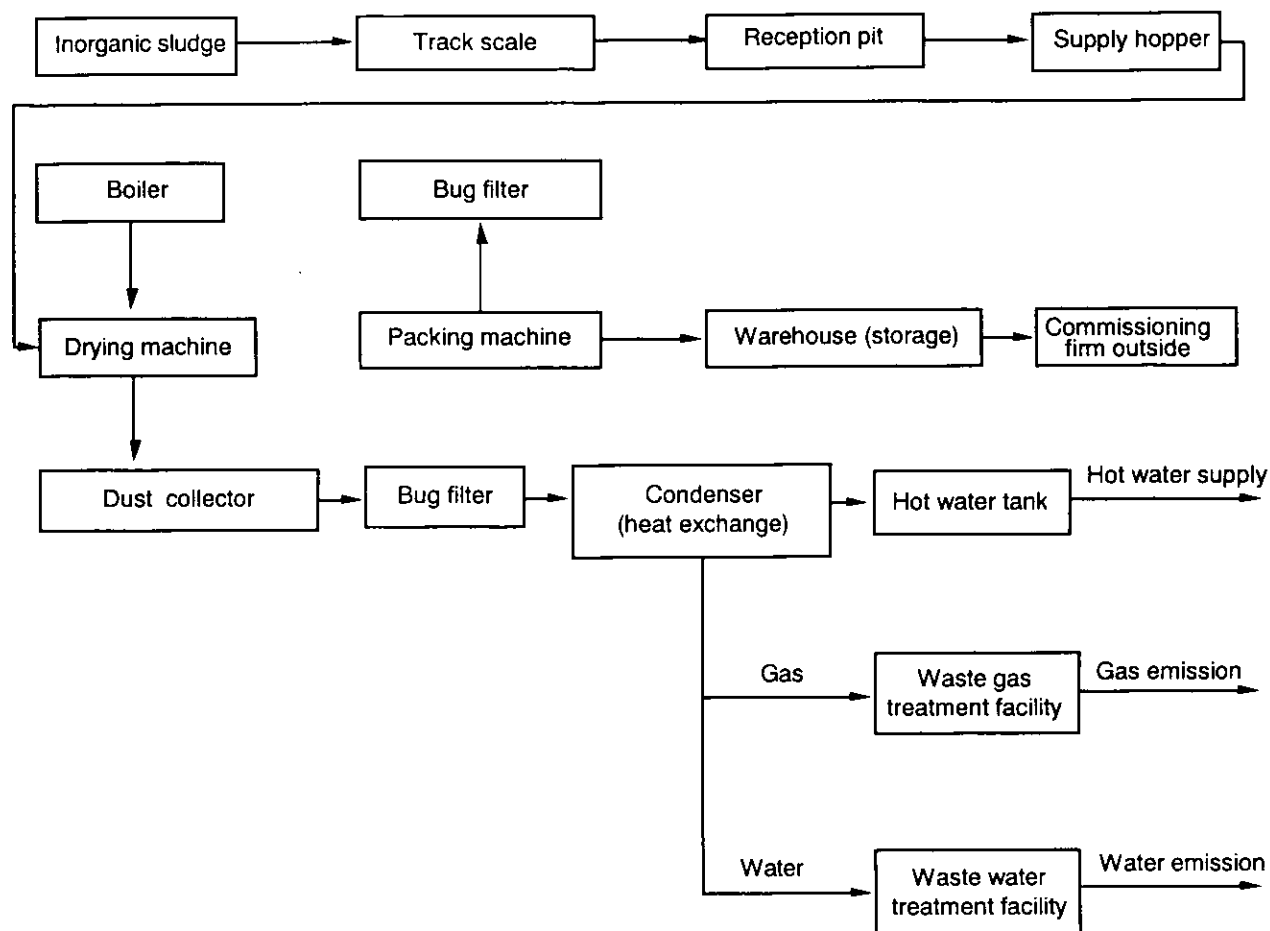 Inorganic sludge
Track scale
Reception pit
Supply hopper
Boiler
Bug filter
Drying machine
Packing machine
Warehouse (storage)
Commissioning
firm outside
Dust collector
Bug filter
Condenser
(heat exchange)
Hot water tank
Hot water supply
Gas
Waste gas
treatment facility
Gas emission
Water
Waste water
treatment facility
Water emission